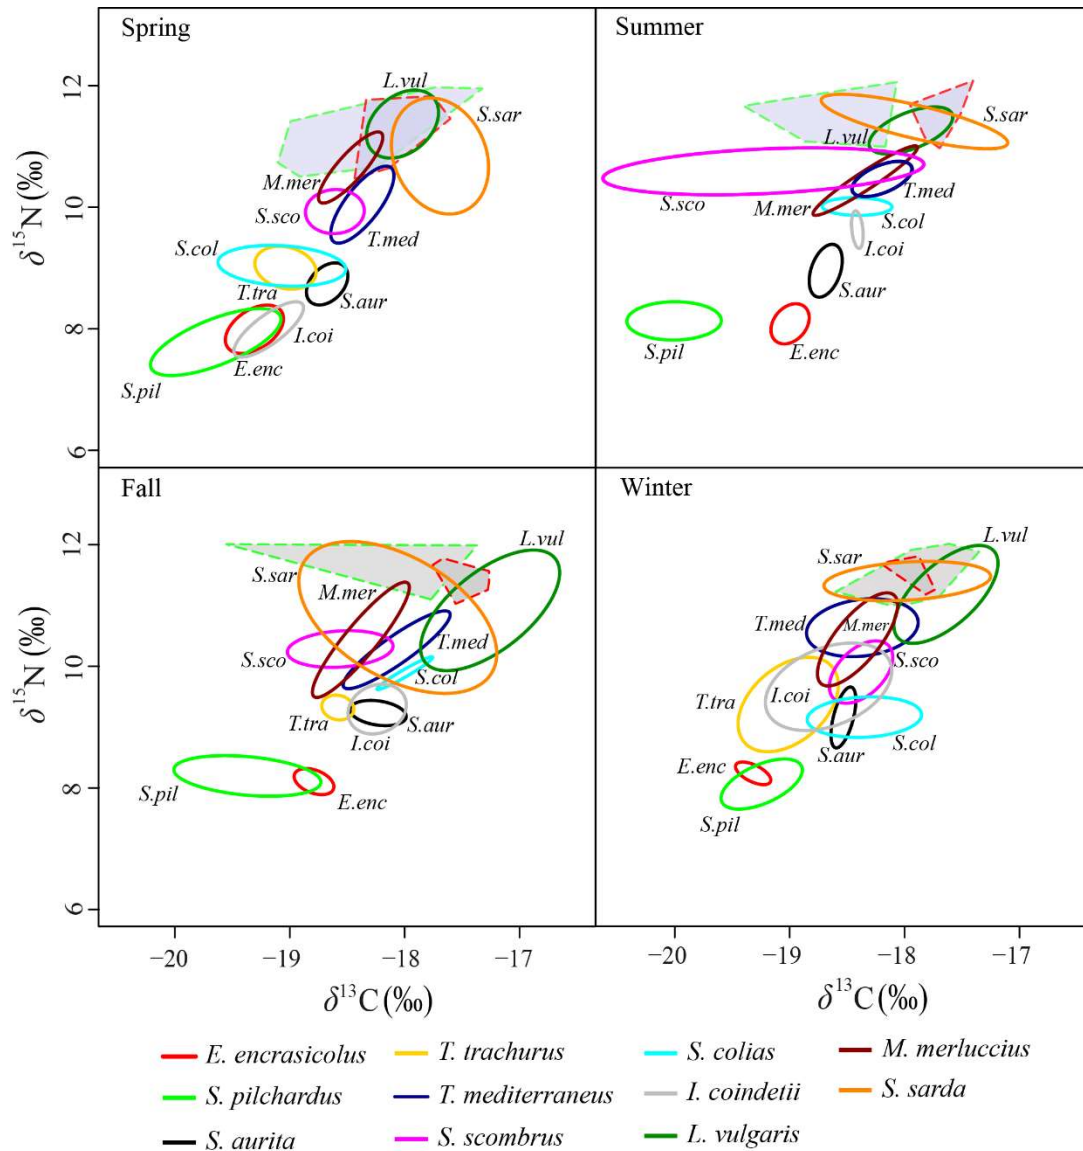 Spring
Summer
12
10
8
6
δ15N (‰)
L.vul
S.sar
M.mer
S.sco
T.med
S.col
T.tra
S.aur
I.coi
E.enc
S.pil
L.vul
S.sar
S.sco
M.mer
T.med
S.col
I.coi
S.aur
S.pil
E.enc
Fall
Winter
12
10
8
6
δ15N (‰)
L.vul
S.sar
M.mer
S.sco
T.med
S.col
T.tra
I.coi
S.aur
S.pil
E.enc
L.vul
S.sar
T.med
M.mer
S.sco
T.tra
I.coi
S.aur
S.col
E.enc
S.pil
−20 −19 −18 −17
−20 −19 −18 −17
δ13C (‰)
δ13C (‰)
E. encrasicolus T. trachurus S. colias M. merluccius
S. pilchardus T. mediterraneus I. coindetii S. sarda
S. aurita S. scombrus L. vulgaris